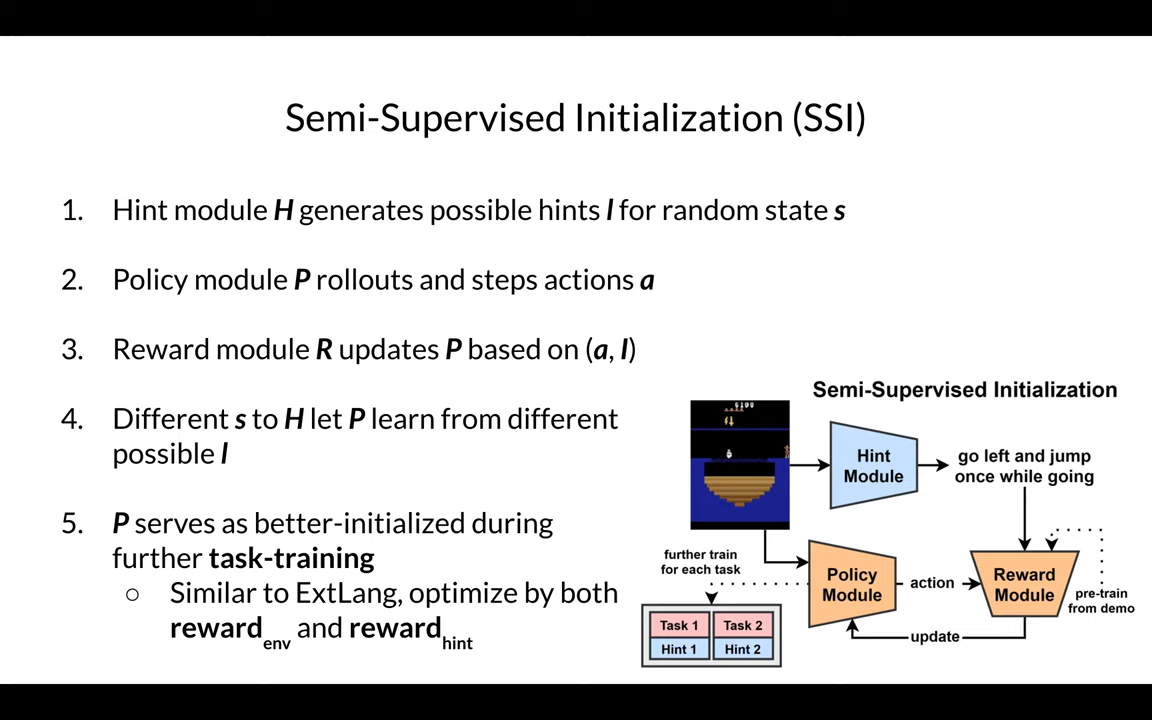 Semi-Supervised Initialization (SSI)
1. Hint module H generates possible hints l for random state s
2. Policy module P rollouts and steps actions a
3. Reward module R updates P based on (a, l)
4. Different s to H let P learn from different
possible l
5. P serves as better-initialized during
further task-training
○ Similar to ExtLang, optimize by both
reward_env and reward_hint
Semi-Supervised Initialization
6100
Hint
Module
go left and jump
once while going
further train
for each task
Policy
Module
action
Reward
Module
pre-train
from demo
update
Task 1
Task 2
Hint 1
Hint 2